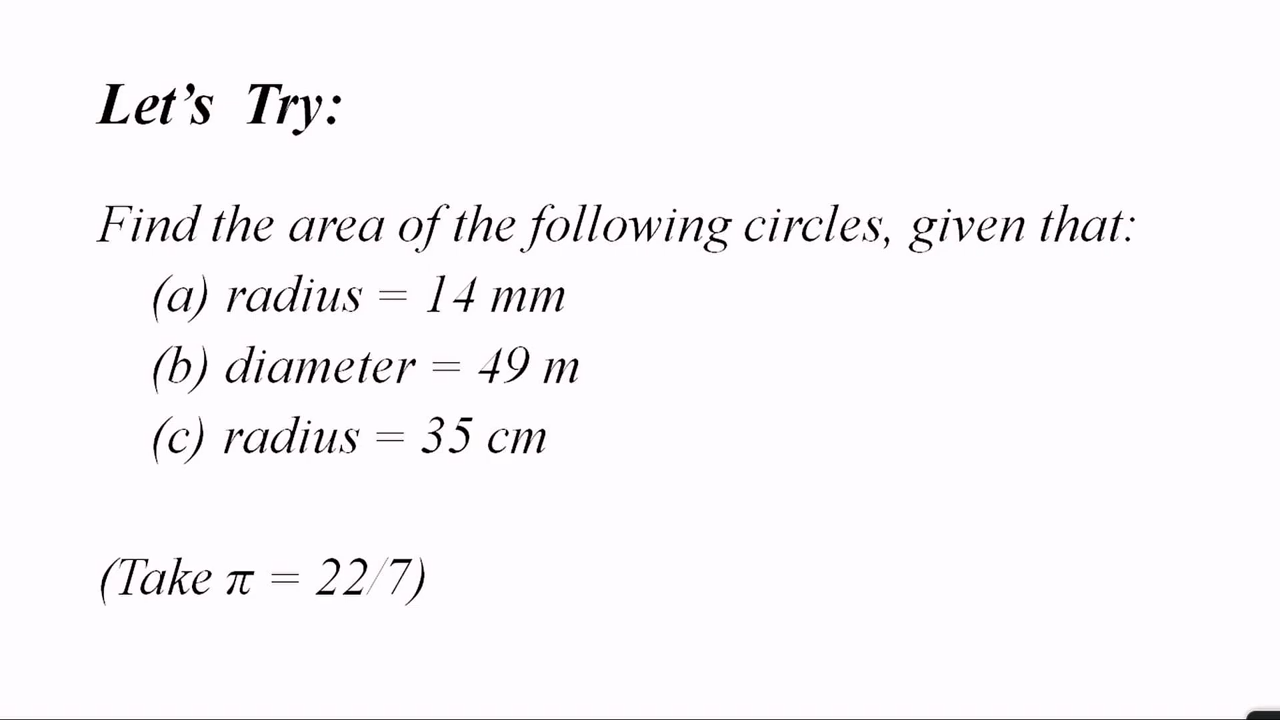 Let’s Try:
Find the area of the following circles, given that:
(a) radius = 14 mm
(b) diameter = 49 m
(c) radius = 35 cm
(Take π = 22/7)